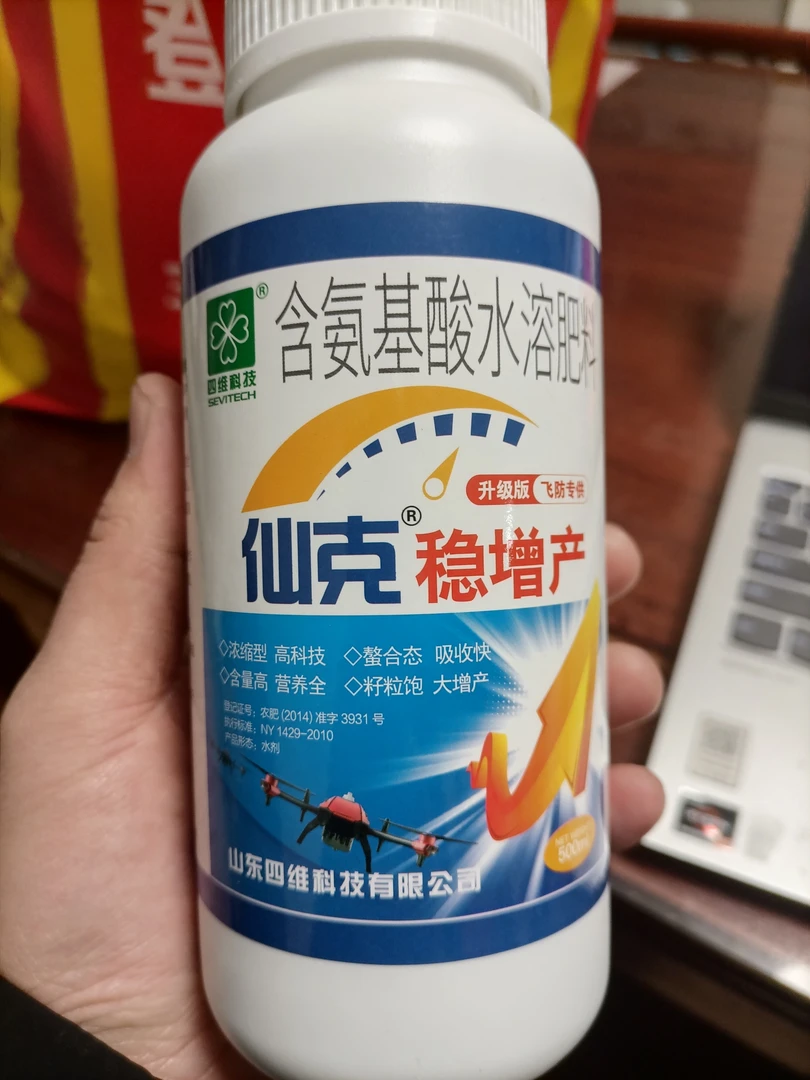 登
含氨基酸水溶肥料
®
四维科技
SEVITECH
升级版 飞防专供
仙克® 稳增产
◇浓缩型 高科技 ◇螯合态 吸收快
◇含量高 营养全 ◇籽粒饱 大增产
登记证号：农肥 (2014) 准字 3931 号
执行标准：NY 1429-2010
产品形态：水剂
500ml
山东四维科技有限公司